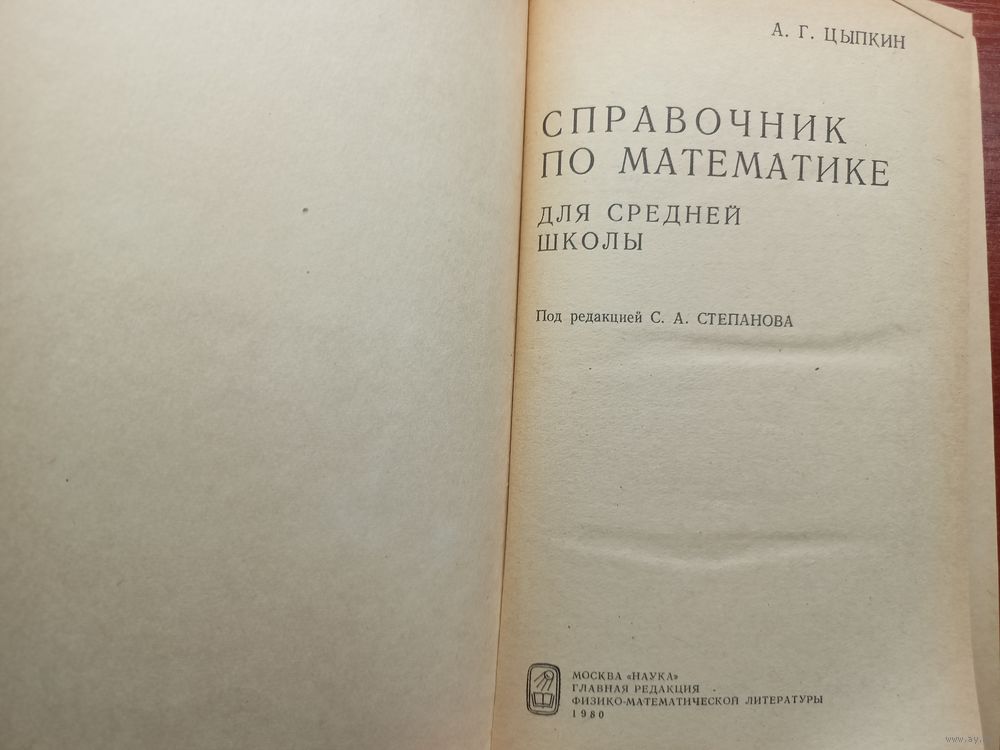 А. Г. ЦЫПКИН
СПРАВОЧНИК
ПО МАТЕМАТИКЕ
ДЛЯ СРЕДНЕЙ
ШКОЛЫ
Под редакцией С. А. СТЕПАНОВА
МОСКВА «НАУКА»
ГЛАВНАЯ РЕДАКЦИЯ
ФИЗИКО-МАТЕМАТИЧЕСКОЙ ЛИТЕРАТУРЫ
1980